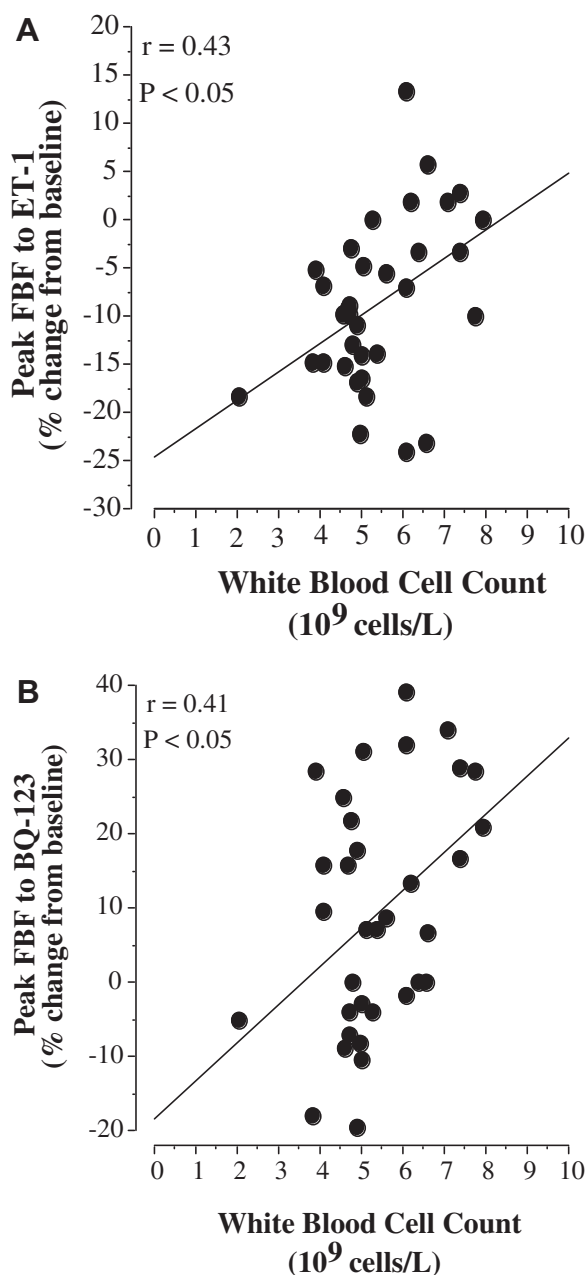 A
r = 0.43
P < 0.05
20
15
10
5
0
-5
-10
-15
-20
-25
-30
Peak FBF to ET-1
(% change from baseline)
0 1 2 3 4 5 6 7 8 9 10
White Blood Cell Count
(10⁹ cells/L)
B
r = 0.41
P < 0.05
40
30
20
10
0
-10
-20
Peak FBF to BQ-123
(% change from baseline)
0 1 2 3 4 5 6 7 8 9 10
White Blood Cell Count
(10⁹ cells/L)